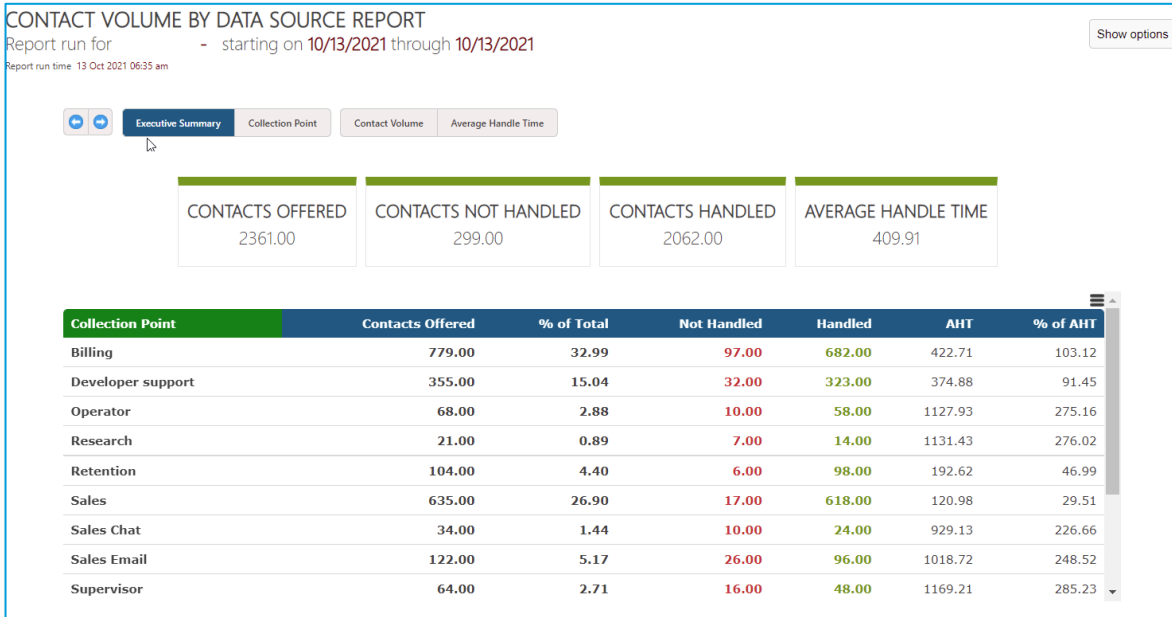 CONTACT VOLUME BY DATA SOURCE REPORT
Report run for - starting on 10/13/2021 through 10/13/2021
Show options
Report run time 13 Oct 2021 06:35 am
Executive Summary Collection Point Contact Volume Average Handle Time
CONTACTS OFFERED CONTACTS NOT HANDLED CONTACTS HANDLED AVERAGE HANDLE TIME
2361.00 299.00 2062.00 409.91
Collection Point Contacts Offered % of Total Not Handled Handled AHT % of AHT
Billing 779.00 32.99 97.00 682.00 422.71 103.12
Developer support 355.00 15.04 32.00 323.00 374.88 91.45
Operator 68.00 2.88 10.00 58.00 1127.93 275.16
Research 21.00 0.89 7.00 14.00 1131.43 276.02
Retention 104.00 4.40 6.00 98.00 192.62 46.99
Sales 635.00 26.90 17.00 618.00 120.98 29.51
Sales Chat 34.00 1.44 10.00 24.00 929.13 226.66
Sales Email 122.00 5.17 26.00 96.00 1018.72 248.52
Supervisor 64.00 2.71 16.00 48.00 1169.21 285.23